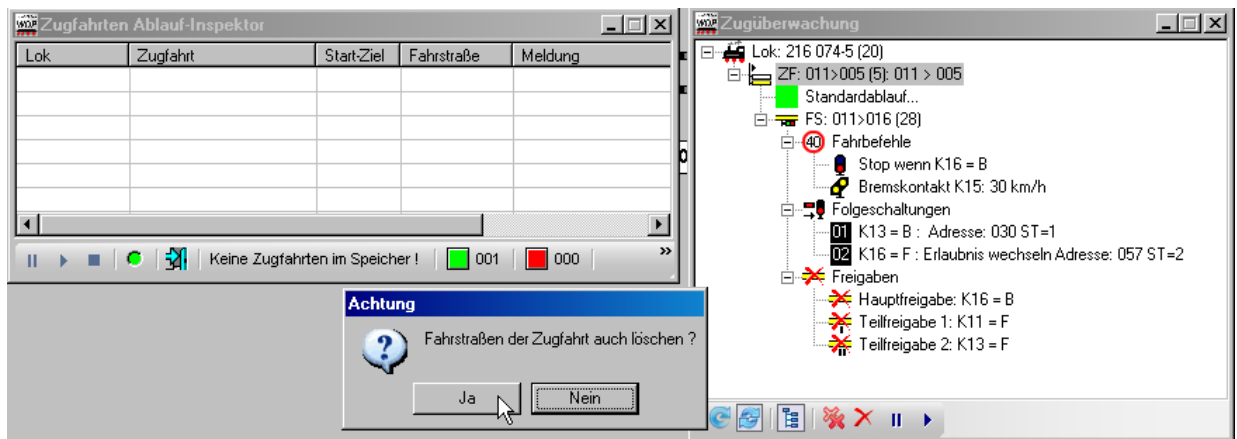 WDP Zugfahrten Ablauf-Inspektor
Lok Zugfahrt Start-Ziel Fahrstraße Meldung
Keine Zugfahrten im Speicher ! 001 000 »
Achtung
Fahrstraßen der Zugfahrt auch löschen ?
Ja Nein
WDP Zugüberwachung
Lok: 216 074-5 (20)
ZF: 011>005 (5): 011 > 005
Standardablauf...
FS: 011>016 (28)
40 Fahrbefehle
Stop wenn K16 = B
Bremskontakt K15: 30 km/h
Folgeschaltungen
01 K13 = B : Adresse: 030 ST=1
02 K16 = F : Erlaubnis wechseln Adresse: 057 ST=2
Freigaben
Hauptfreigabe: K16 = B
Teilfreigabe 1: K11 = F
Teilfreigabe 2: K13 = F